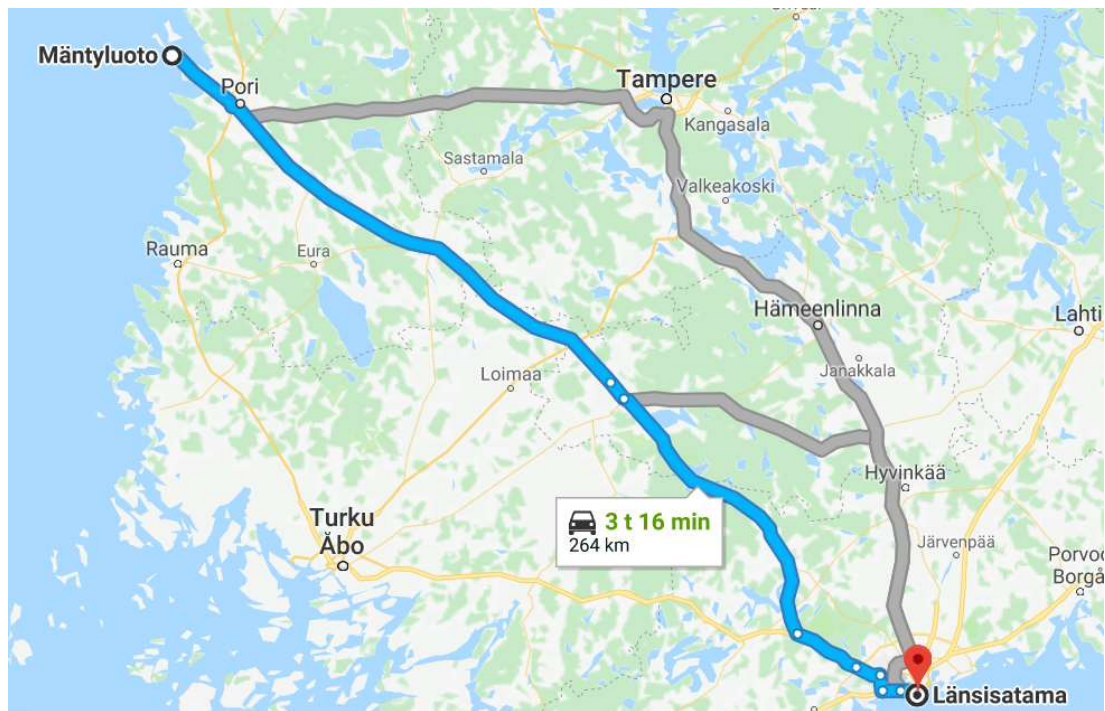 Mäntyluoto
Pori
Tampere
Kangasala
Sastamala
Valkeakoski
Rauma
Eura
Hämeenlinna
Lahti
Janakkala
Loimaa
Hyvinkää
3 t 16 min
264 km
Turku
Åbo
Järvenpää
Porvoo
Borgå
Länsisatama